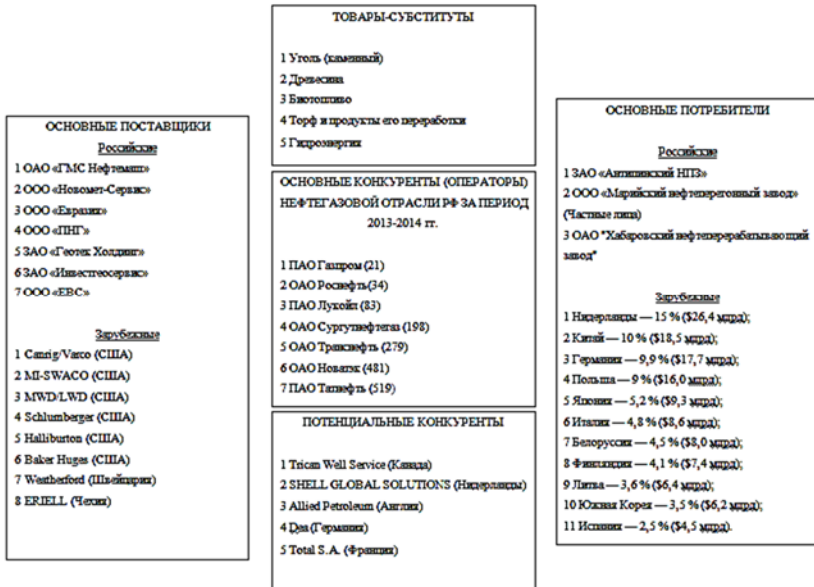 ТОВАРЫ-СУБСТИТУТЫ
1 Уголь (каменный)
2 Древесина
3 Биотопливо
4 Торф и продукты его переработки
5 Гидроэнергия
ОСНОВНЫЕ ПОСТАВЩИКИ
Российские
1 ОАО «ГМС Нефтемаш»
2 ООО «Новомет-Сервис»
3 ООО «Евразия»
4 ООО «ПНГ»
5 ЗАО «Геотек Холдинг»
6 ЗАО «Инвестгеосервис»
7 ООО «ЕВС»
Зарубежные
1 Canrig/Varco (США)
2 MI-SWACO (США)
3 MWD/LWD (США)
4 Schlumberger (США)
5 Halliburton (США)
6 Baker Huges (США)
7 Weatherford (Швейцария)
8 ERIELL (Чехия)
ОСНОВНЫЕ КОНКУРЕНТЫ (ОПЕРАТОРЫ)
НЕФТЕГАЗОВОЙ ОТРАСЛИ РФ ЗА ПЕРИОД
2013-2014 гг.
1 ПАО Газпром (21)
2 ОАО Роснефть(34)
3 ПАО Лукойл (83)
4 ОАО Сургутнефтегаз (198)
5 ОАО Транснефть (279)
6 ОАО Новатэк (481)
7 ПАО Татнефть (519)
ПОТЕНЦИАЛЬНЫЕ КОНКУРЕНТЫ
1 Trican Well Service (Канада)
2 SHELL GLOBAL SOLUTIONS (Нидерланды)
3 Allied Petroleum (Англия)
4 Dea (Германия)
5 Total S.A. (Франция)
ОСНОВНЫЕ ПОТРЕБИТЕЛИ
Российские
1 ЗАО «Антипинский НПЗ»
2 ООО «Марийский нефтеперегонный завод»
(Частные лица)
3 ОАО "Хабаровский нефтеперерабатывающий
завод"
Зарубежные
1 Нидерланды — 15 % ($26,4 млрд);
2 Китай — 10 % ($18,5 млрд);
3 Германия — 9,9 % ($17,7 млрд);
4 Польша — 9 % ($16,0 млрд);
5 Япония — 5,2 % ($9,3 млрд);
6 Италия — 4,8 % ($8,6 млрд);
7 Белоруссия — 4,5 % ($8,0 млрд);
8 Финляндия — 4,1 % ($7,4 млрд);
9 Литва — 3,6 % ($6,4 млрд);
10 Южная Корея — 3,5 % ($6,2 млрд);
11 Испания — 2,5 % ($4,5 млрд).